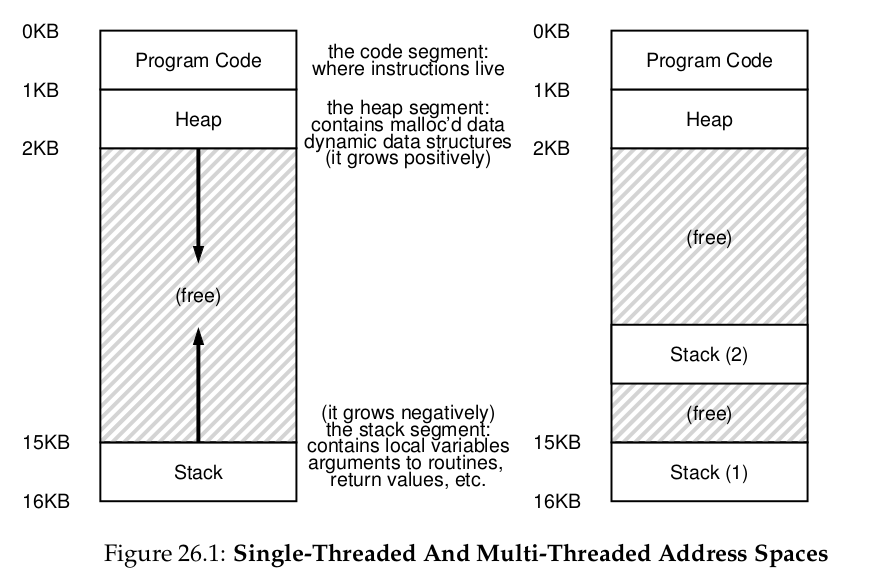 0KB
Program Code
1KB
Heap
2KB
(free)
15KB
Stack
16KB
the code segment:
where instructions live
the heap segment:
contains malloc'd data
dynamic data structures
(it grows positively)
(it grows negatively)
the stack segment:
contains local variables
arguments to routines,
return values, etc.
0KB
Program Code
1KB
Heap
2KB
(free)
Stack (2)
(free)
15KB
Stack (1)
16KB
Figure 26.1: Single-Threaded And Multi-Threaded Address Spaces